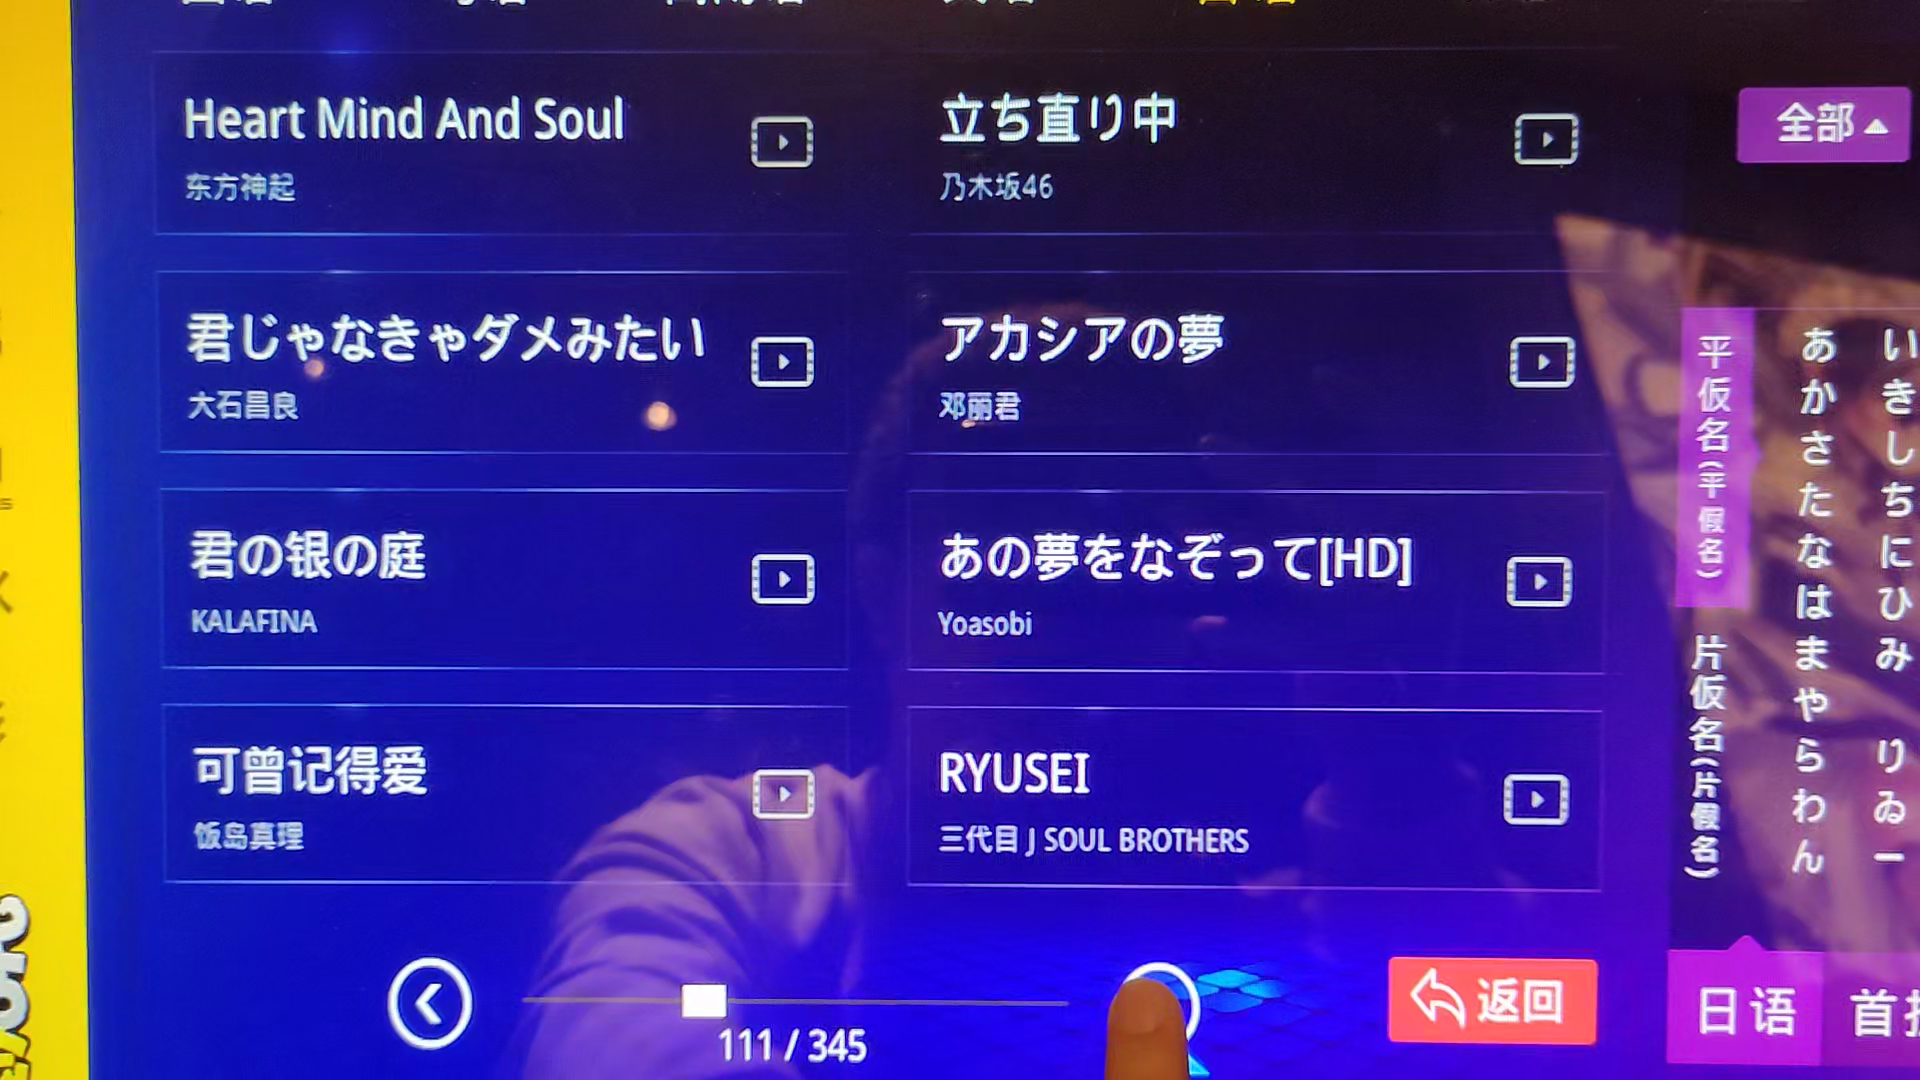 Heart Mind And Soul
东方神起
立ち直り中
乃木坂46
全部
君じゃなきゃダメみたい
大石昌良
アカシアの夢
邓丽君
君の银の庭
KALAFINA
あの夢をなぞって[HD]
Yoasobi
可曾记得爱
饭岛真理
RYUSEI
三代目 J SOUL BROTHERS
平仮名(平假名)
片仮名(片假名)
あかさたなはまやらわん
いきしちにひみ りゐー
111 / 345
返回
日语
首